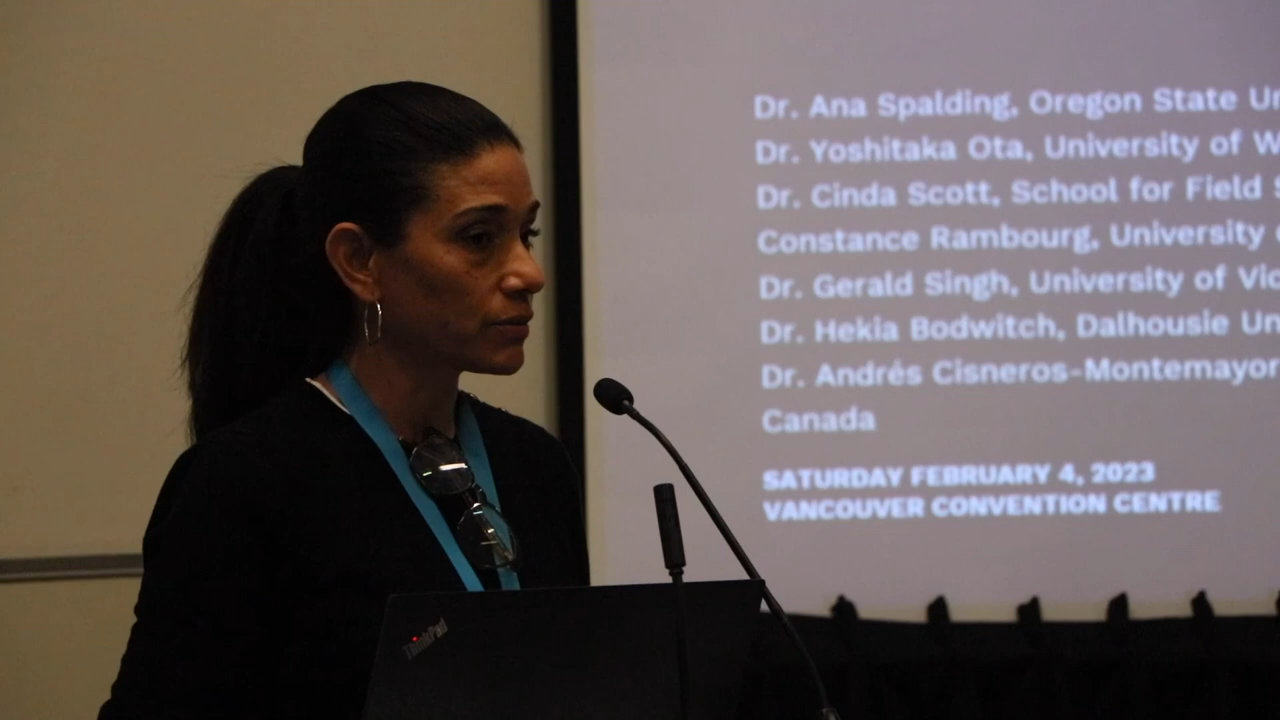 Dr. Ana Spalding, Oregon State Un
Dr. Yoshitaka Ota, University of W
Dr. Cinda Scott, School for Field
Constance Rambourg, University
Dr. Gerald Singh, University of Vic
Dr. Hekia Bodwitch, Dalhousie Un
Dr. Andrés Cisneros-Montemayor
Canada
SATURDAY FEBRUARY 4, 2023
VANCOUVER CONVENTION CENTRE
ThinkPad